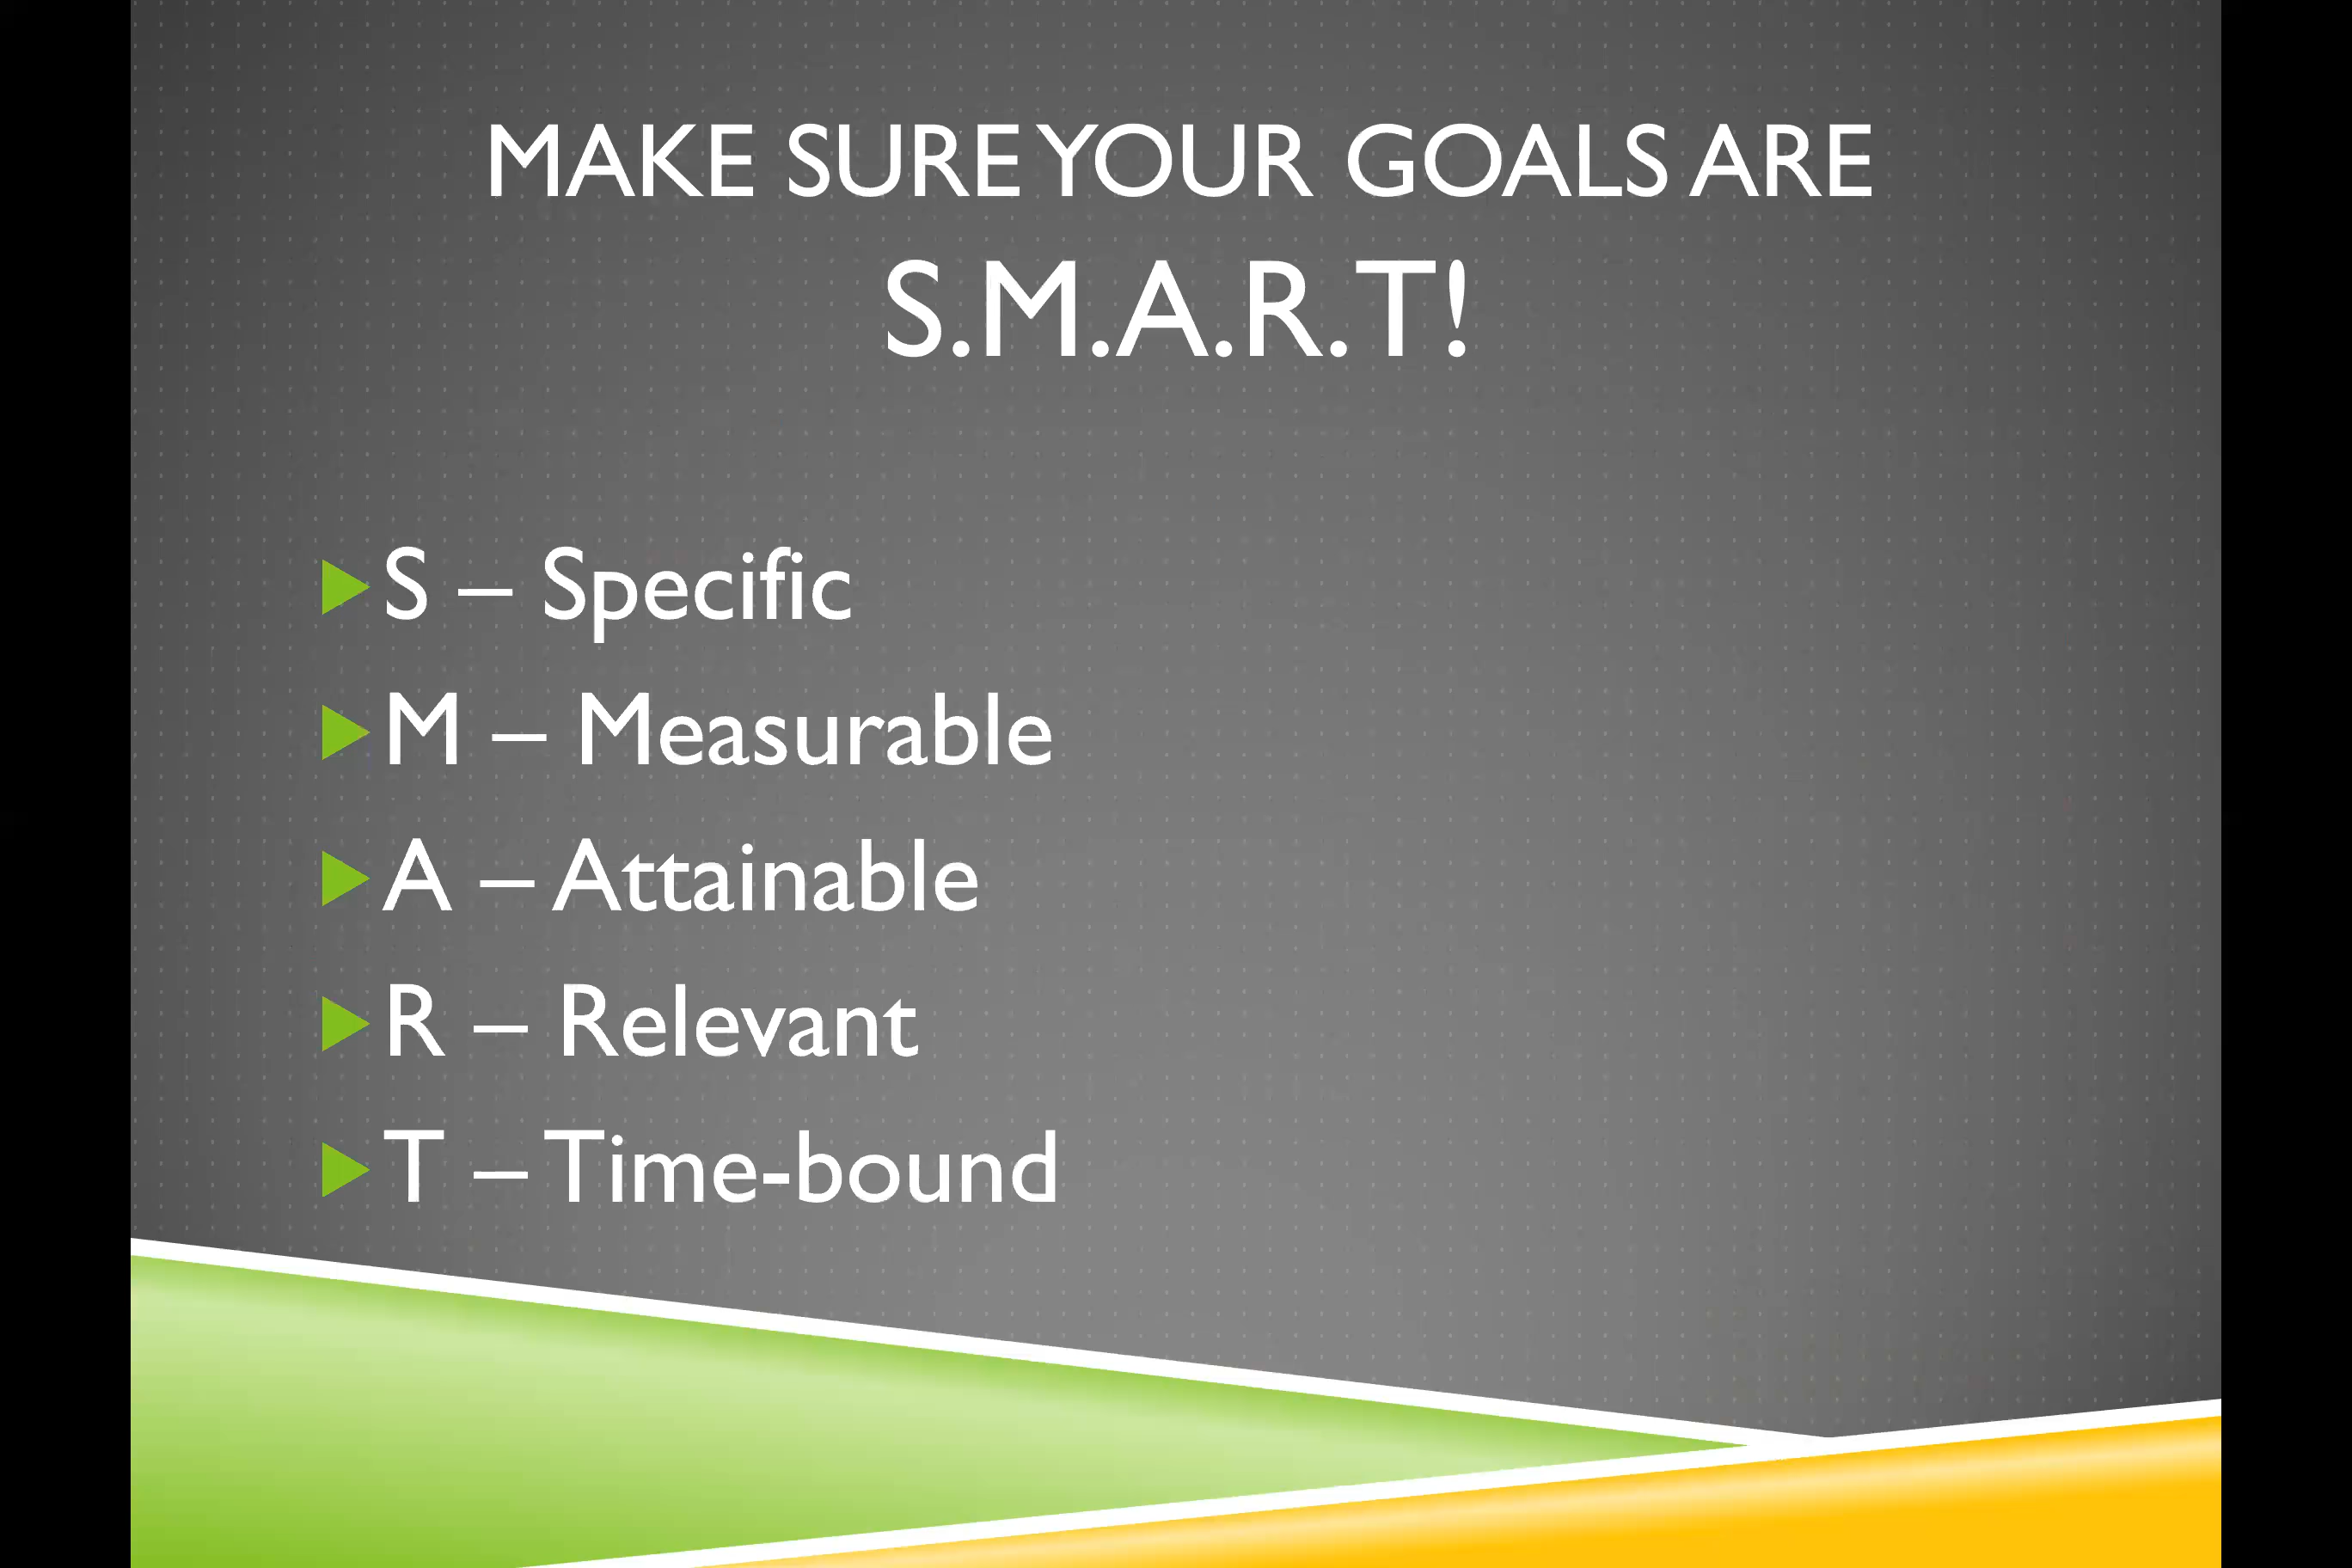 MAKE SURE YOUR GOALS ARE
S.M.A.R.T!
S – Specific
M – Measurable
A – Attainable
R – Relevant
T – Time-bound